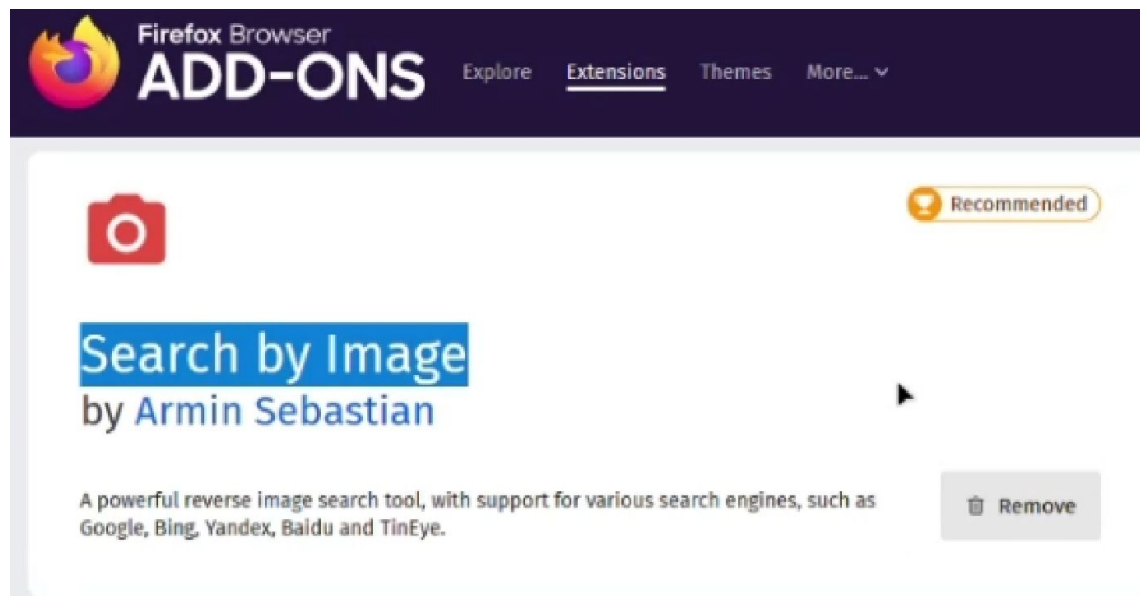 Firefox Browser
ADD-ONS
Explore Extensions Themes More...
Recommended
Search by Image
by Armin Sebastian
A powerful reverse image search tool, with support for various search engines, such as
Google, Bing, Yandex, Baidu and TinEye.
Remove